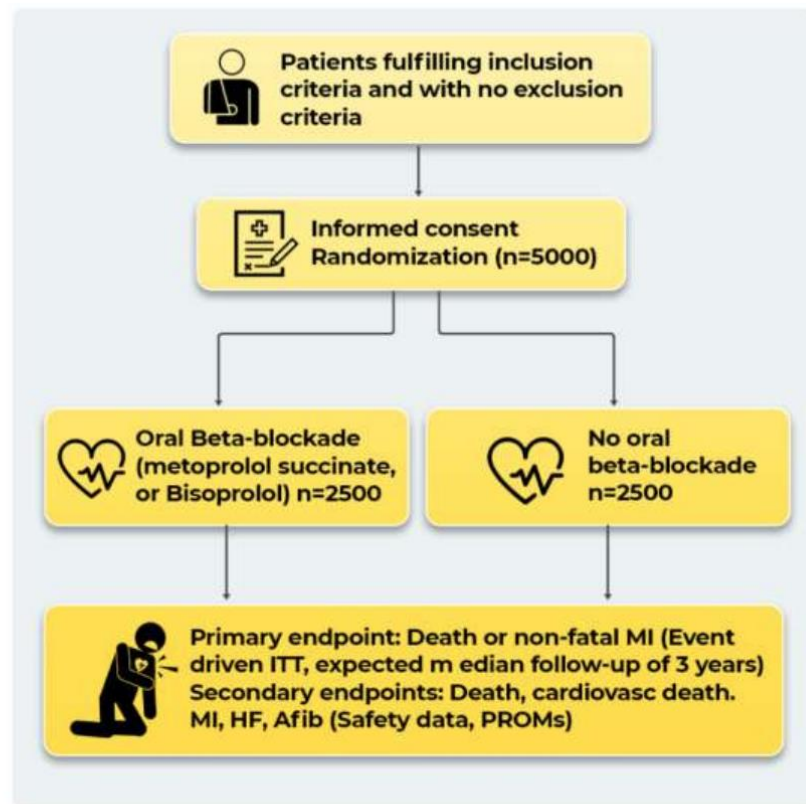 Patients fulfilling inclusion
criteria and with no exclusion
criteria
Informed consent
Randomization (n=5000)
Oral Beta-blockade
(metoprolol succinate,
or Bisoprolol) n=2500
No oral
beta-blockade
n=2500
Primary endpoint: Death or non-fatal MI (Event
driven ITT, expected m edian follow-up of 3 years)
Secondary endpoints: Death, cardiovasc death.
MI, HF, Afib (Safety data, PROMs)